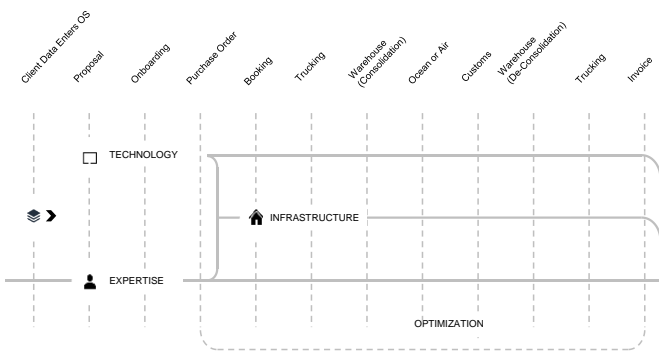 Client Data Enters OS
Proposal
Onboarding
Purchase Order
Booking
Trucking
Warehouse
(Consolidation)
Ocean or Air
Customs
Warehouse
(De-Consolidation)
Trucking
Invoice
TECHNOLOGY
INFRASTRUCTURE
EXPERTISE
OPTIMIZATION